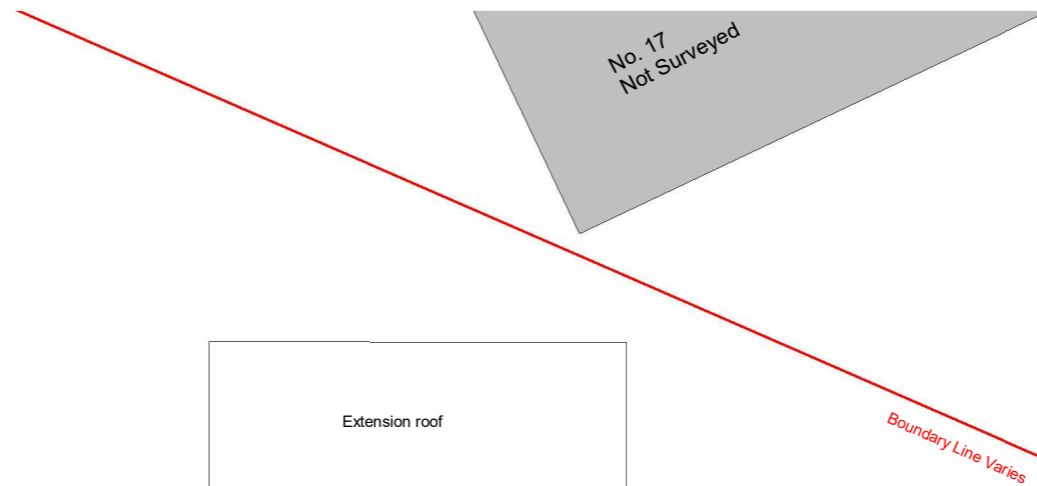 No. 17
Not Surveyed
Extension roof
Boundary Line Varies